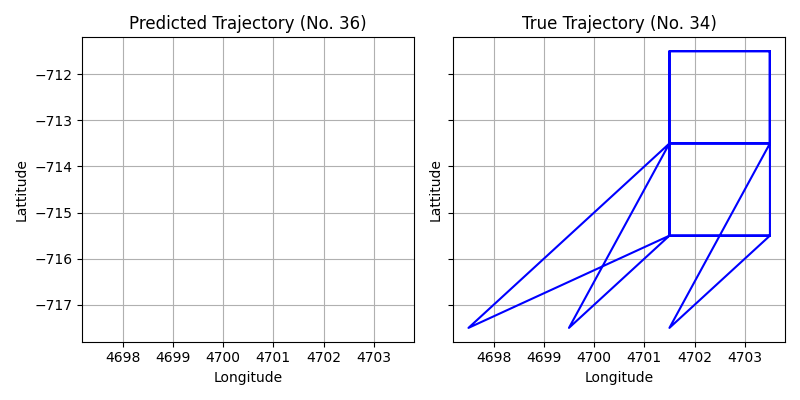 Predicted Trajectory (No. 36)
True Trajectory (No. 34)
Lattitude
−712
−713
−714
−715
−716
−717
4698 4699 4700 4701 4702 4703
Longitude
Lattitude
4698 4699 4700 4701 4702 4703
Longitude